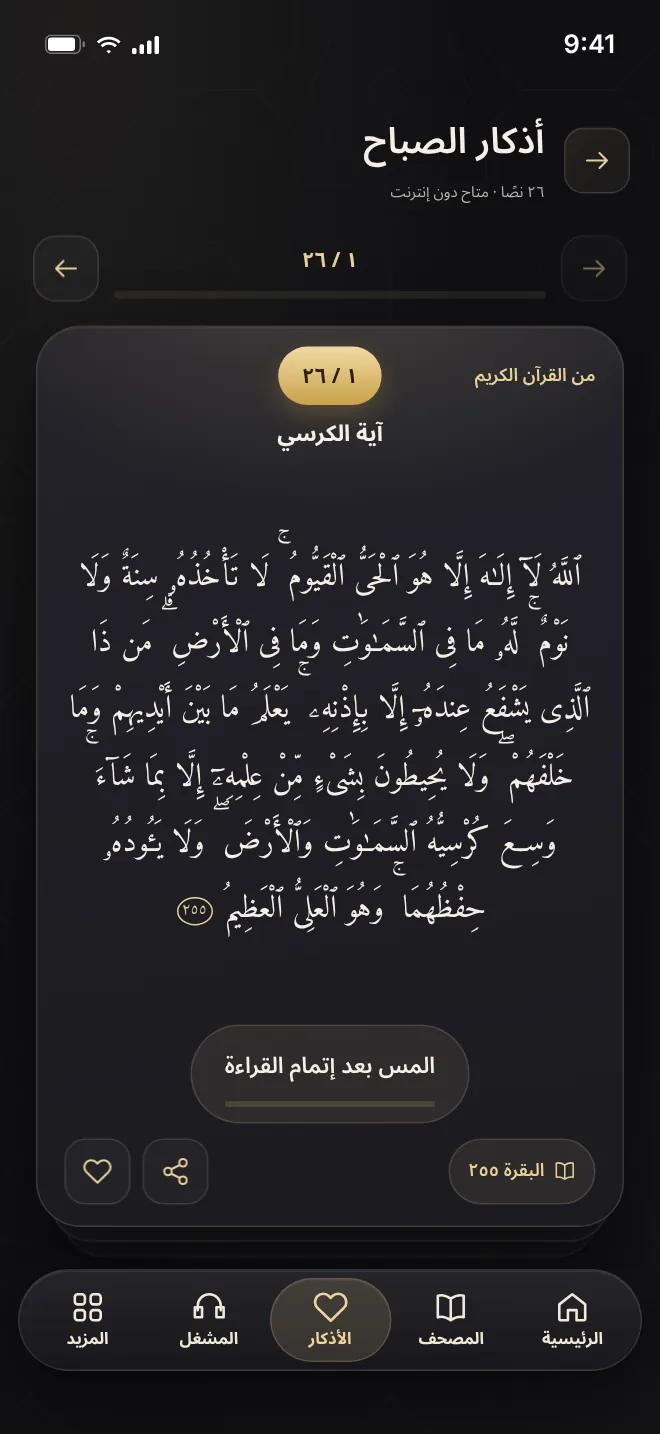 9:41
أذكار الصباح
٢٦ نصًا · متاح دون إنترنت
١ / ٢٦
١ / ٢٦
من القرآن الكريم
آية الكرسي
ٱللَّهُ لَآ إِلَـٰهَ إِلَّا هُوَ ٱلْحَىُّ ٱلْقَيُّومُ ۚ لَا تَأْخُذُهُۥ سِنَةٌ وَلَا
نَوْمٌ ۚ لَّهُۥ مَا فِى ٱلسَّمَـٰوَٰتِ وَمَا فِى ٱلْأَرْضِ ۗ مَن ذَا
ٱلَّذِى يَشْفَعُ عِندَهُۥٓ إِلَّا بِإِذْنِهِۦ ۚ يَعْلَمُ مَا بَيْنَ أَيْدِيهِمْ وَمَا
خَلْفَهُمْ ۖ وَلَا يُحِيطُونَ بِشَىْءٍ مِّنْ عِلْمِهِۦٓ إِلَّا بِمَا شَآءَ ۚ
وَسِعَ كُرْسِيُّهُ ٱلسَّمَـٰوَٰتِ وَٱلْأَرْضَ ۖ وَلَا يَـُٔودُهُۥ
حِفْظُهُمَا ۚ وَهُوَ ٱلْعَلِىُّ ٱلْعَظِيمُ ٢٥٥
المس بعد إتمام القراءة
البقرة ٢٥٥
الرئيسية
المصحف
الأذكار
المشغل
المزيد